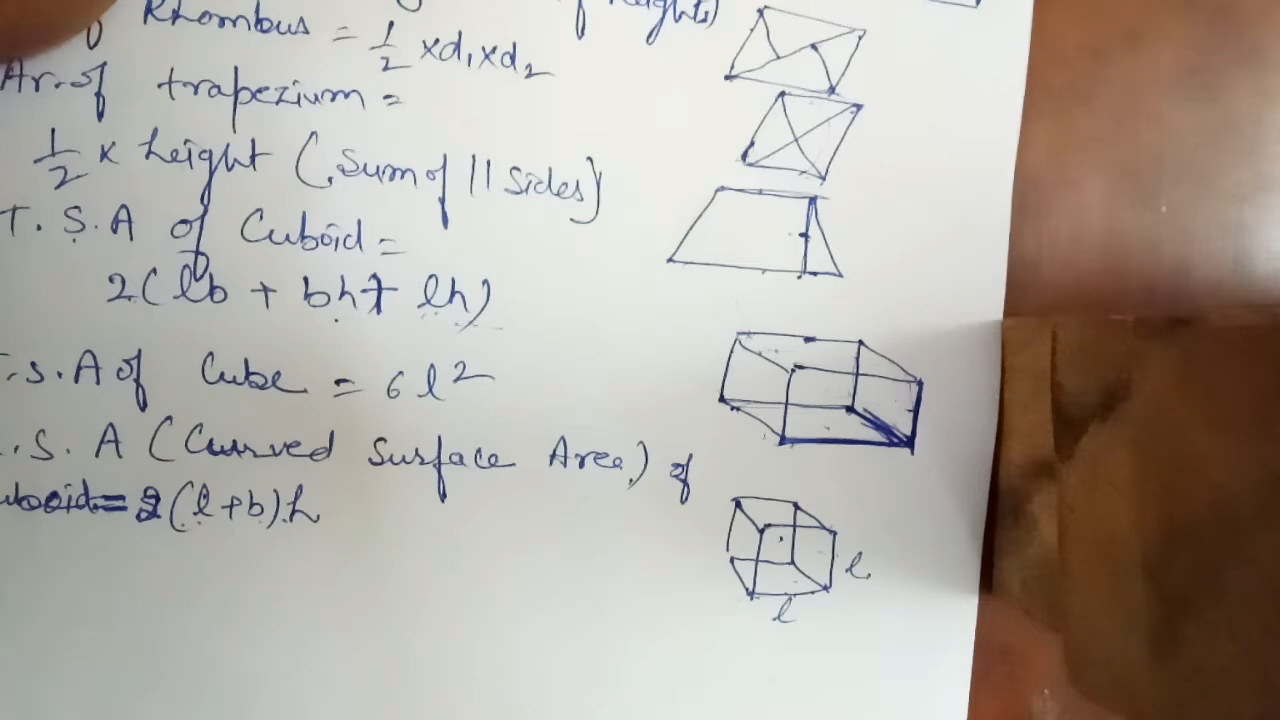 Rhombus = 1/2 x d₁ x d₂
Ar. of trapezium =
1/2 x height (Sum of || Sides)
T. S. A of Cuboid =
2(lb + bh + lh)
.S. A of Cube = 6l²
.S. A (Curved Surface Area) of
uboid = 2(l+b)h
l
l